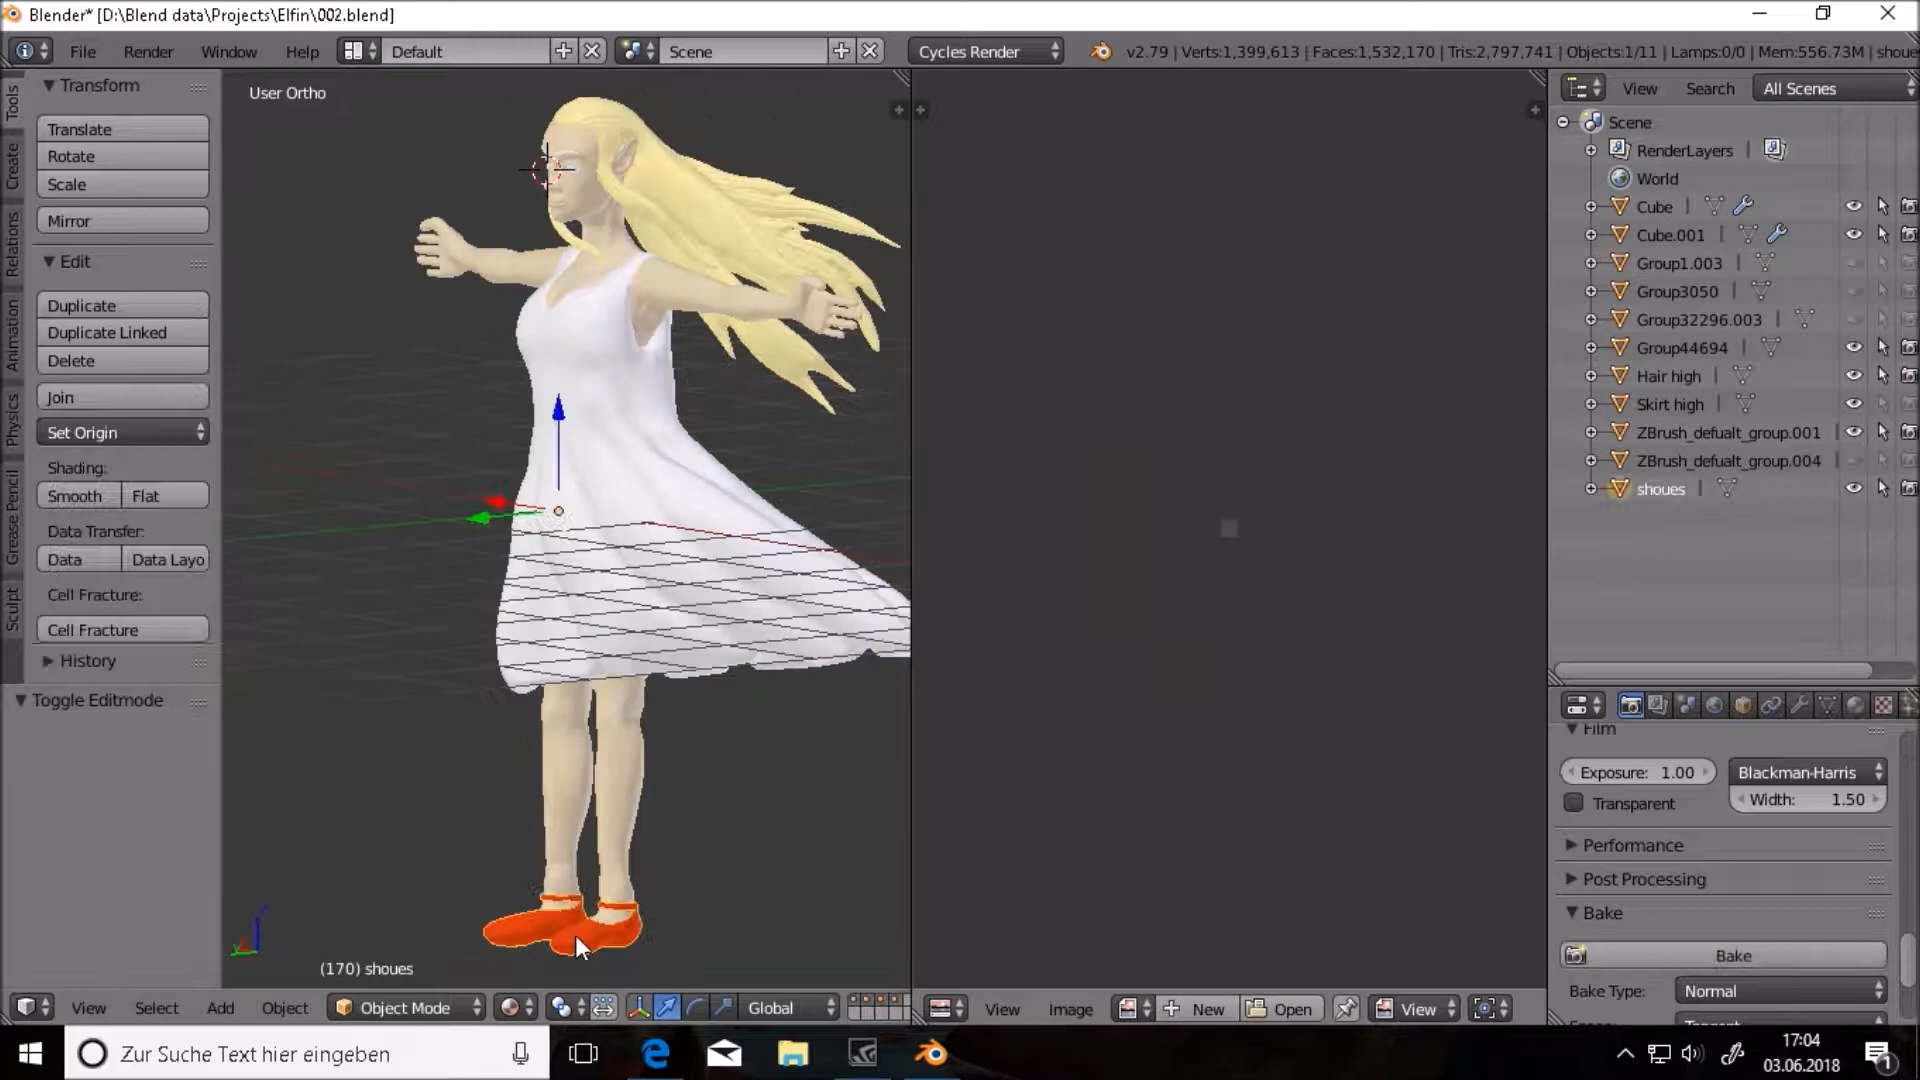 Blender* [D:\Blend data\Projects\Elfin\002.blend]
File Render Window Help Default Scene Cycles Render v2.79 | Verts:1,399,613 | Faces:1,532,170 | Tris:2,797,741 | Objects:1/11 | Lamps:0/0 | Mem:556.73M | shoue
Tools
Create
Relations
Animation
Physics
Grease Pencil
Sculpt
Transform
Translate
Rotate
Scale
Mirror
Edit
Duplicate
Duplicate Linked
Delete
Join
Set Origin
Shading:
Smooth Flat
Data Transfer:
Data Data Layo
Cell Fracture:
Cell Fracture
History
Toggle Editmode
User Ortho
(170) shoues
View Select Add Object Object Mode Global
View Image New Open View
View Search All Scenes
Scene
RenderLayers |
World
Cube |
Cube.001 |
Group1.003 |
Group3050 |
Group32296.003 |
Group44694 |
Hair high |
Skirt high |
ZBrush_defualt_group.001
ZBrush_defualt_group.004
shoues |
Film
Exposure: 1.00 Blackman-Harris
Transparent Width: 1.50
Performance
Post Processing
Bake
Bake
Bake Type: Normal
Zur Suche Text hier eingeben
17:04
03.06.2018
1